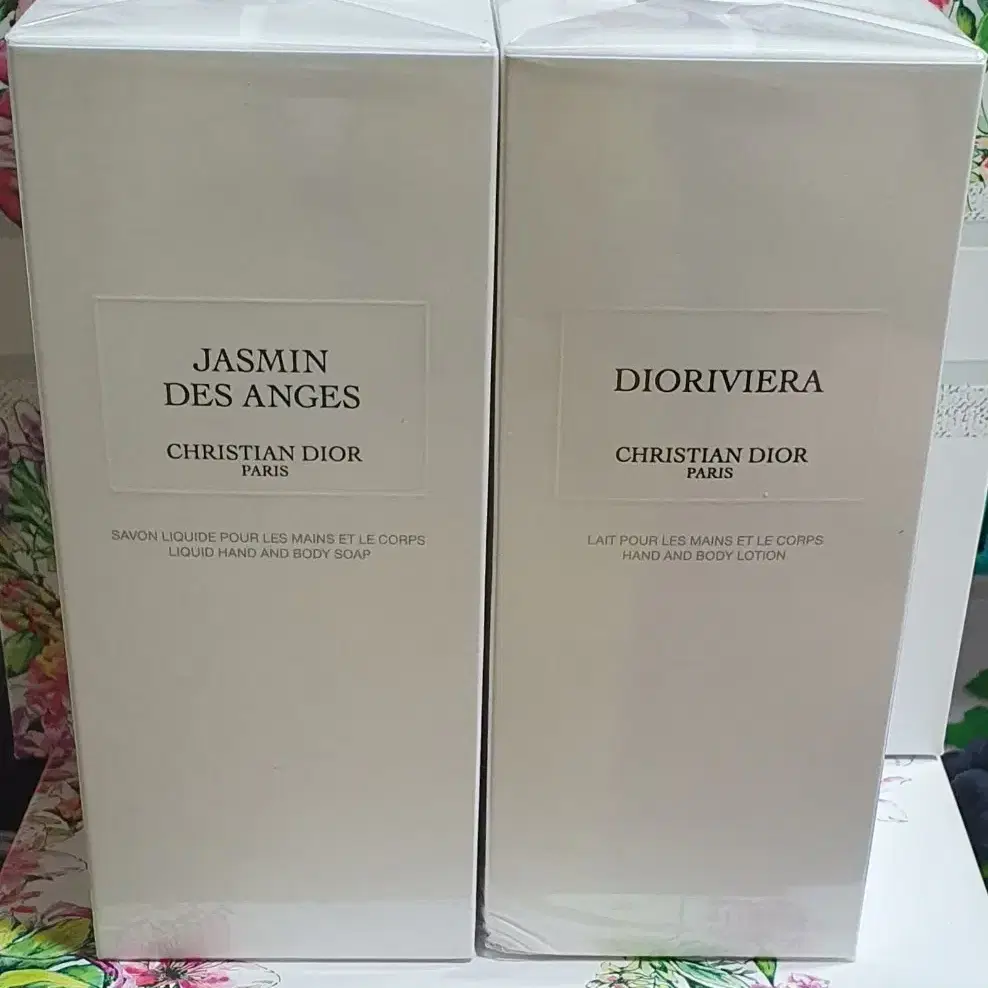 JASMIN
DES ANGES
CHRISTIAN DIOR
PARIS
SAVON LIQUIDE POUR LES MAINS ET LE CORPS
LIQUID HAND AND BODY SOAP
DIORIVIERA
CHRISTIAN DIOR
PARIS
LAIT POUR LES MAINS ET LE CORPS
HAND AND BODY LOTION